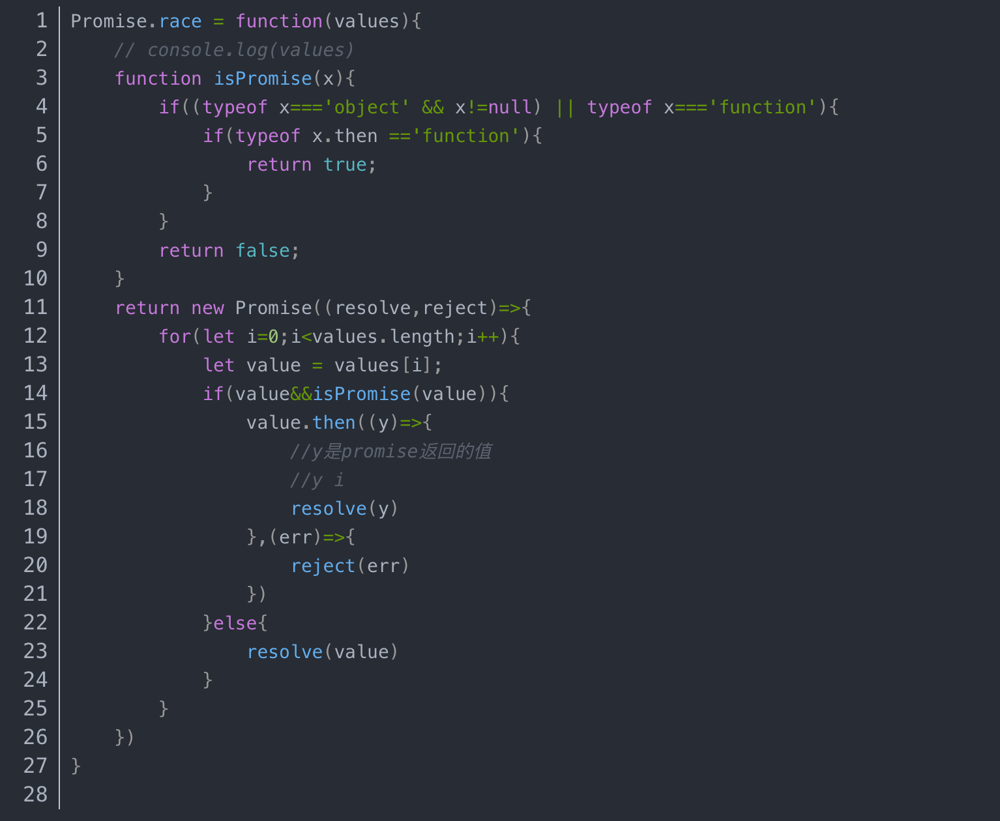 1 Promise.race = function(values){
2     // console.log(values)
3     function isPromise(x){
4         if((typeof x==='object' && x!=null) || typeof x==='function'){
5             if(typeof x.then =='function'){
6                 return true;
7             }
8         }
9         return false;
10     }
11     return new Promise((resolve,reject)=>{
12         for(let i=0;i<values.length;i++){
13             let value = values[i];
14             if(value&&isPromise(value)){
15                 value.then((y)=>{
16                     //y是promise返回的值
17                     //y i
18                     resolve(y)
19                 },(err)=>{
20                     reject(err)
21                 })
22             }else{
23                 resolve(value)
24             }
25         }
26     })
27 }
28